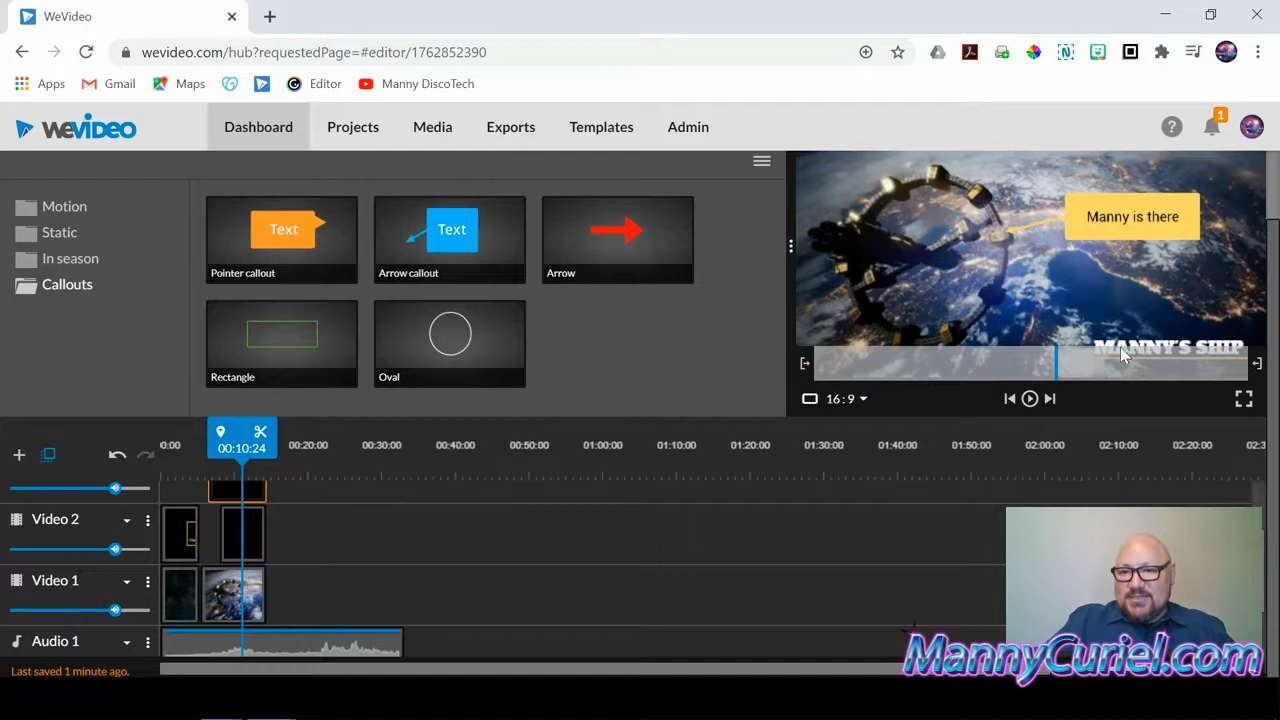 WeVideo
wevideo.com/hub?requestedPage=#editor/1762852390
Apps Gmail Maps Editor Manny DiscoTech
WEVIDEO Dashboard Projects Media Exports Templates Admin
1
Motion
Static
In season
Callouts
Text
Pointer callout
Text
Arrow callout
Arrow
Rectangle
Oval
Manny is there
MANNY'S SHIP
16:9
00:10:24
0:00 00:20:00 00:30:00 00:40:00 00:50:00 01:00:00 01:10:00 01:20:00 01:30:00 01:40:00 01:50:00 02:00:00 02:10:00 02:20:00 02:3
Video 2
Video 1
Audio 1
Last saved 1 minute ago.
MannyCuriel.com